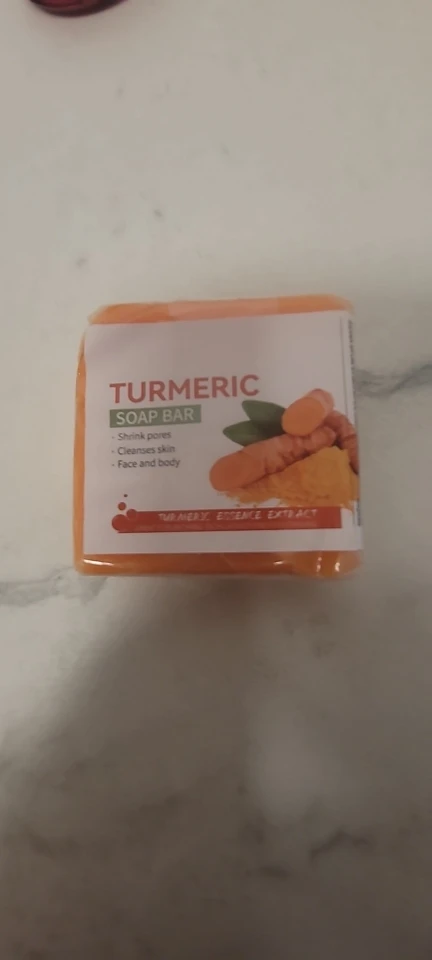 TURMERIC
SOAP BAR
- Shrink pores
- Cleanses skin
- Face and body
TURMERIC ESSENCE EXTRACT